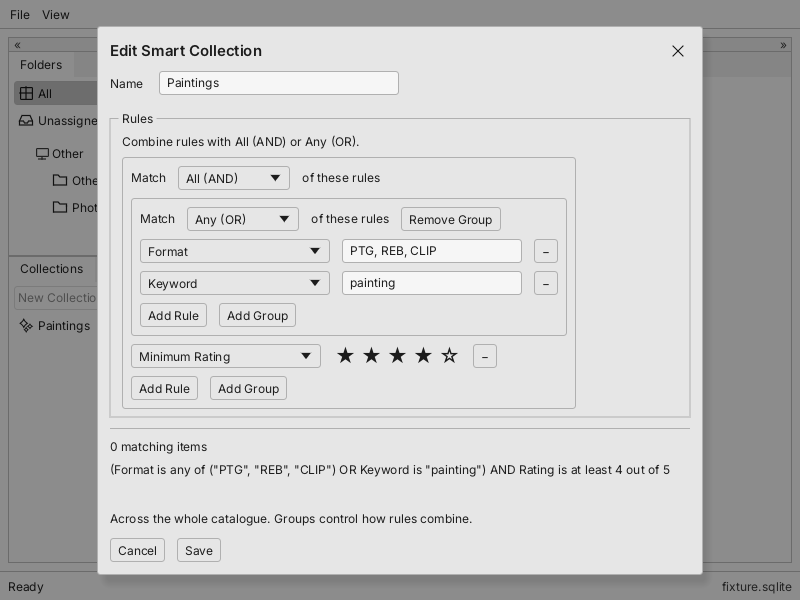 File View
Edit Smart Collection
« »
Folders
Name Paintings
All
Rules
Unassigne
Combine rules with All (AND) or Any (OR).
Other
Match All (AND) of these rules
Othe
Phot
Match Any (OR) of these rules Remove Group
Format PTG, REB, CLIP –
Collections
Keyword painting –
New Collectio
Add Rule Add Group
Paintings
Minimum Rating –
Add Rule Add Group
0 matching items
(Format is any of ("PTG", "REB", "CLIP") OR Keyword is "painting") AND Rating is at least 4 out of 5
Across the whole catalogue. Groups control how rules combine.
Cancel Save
Ready fixture.sqlite